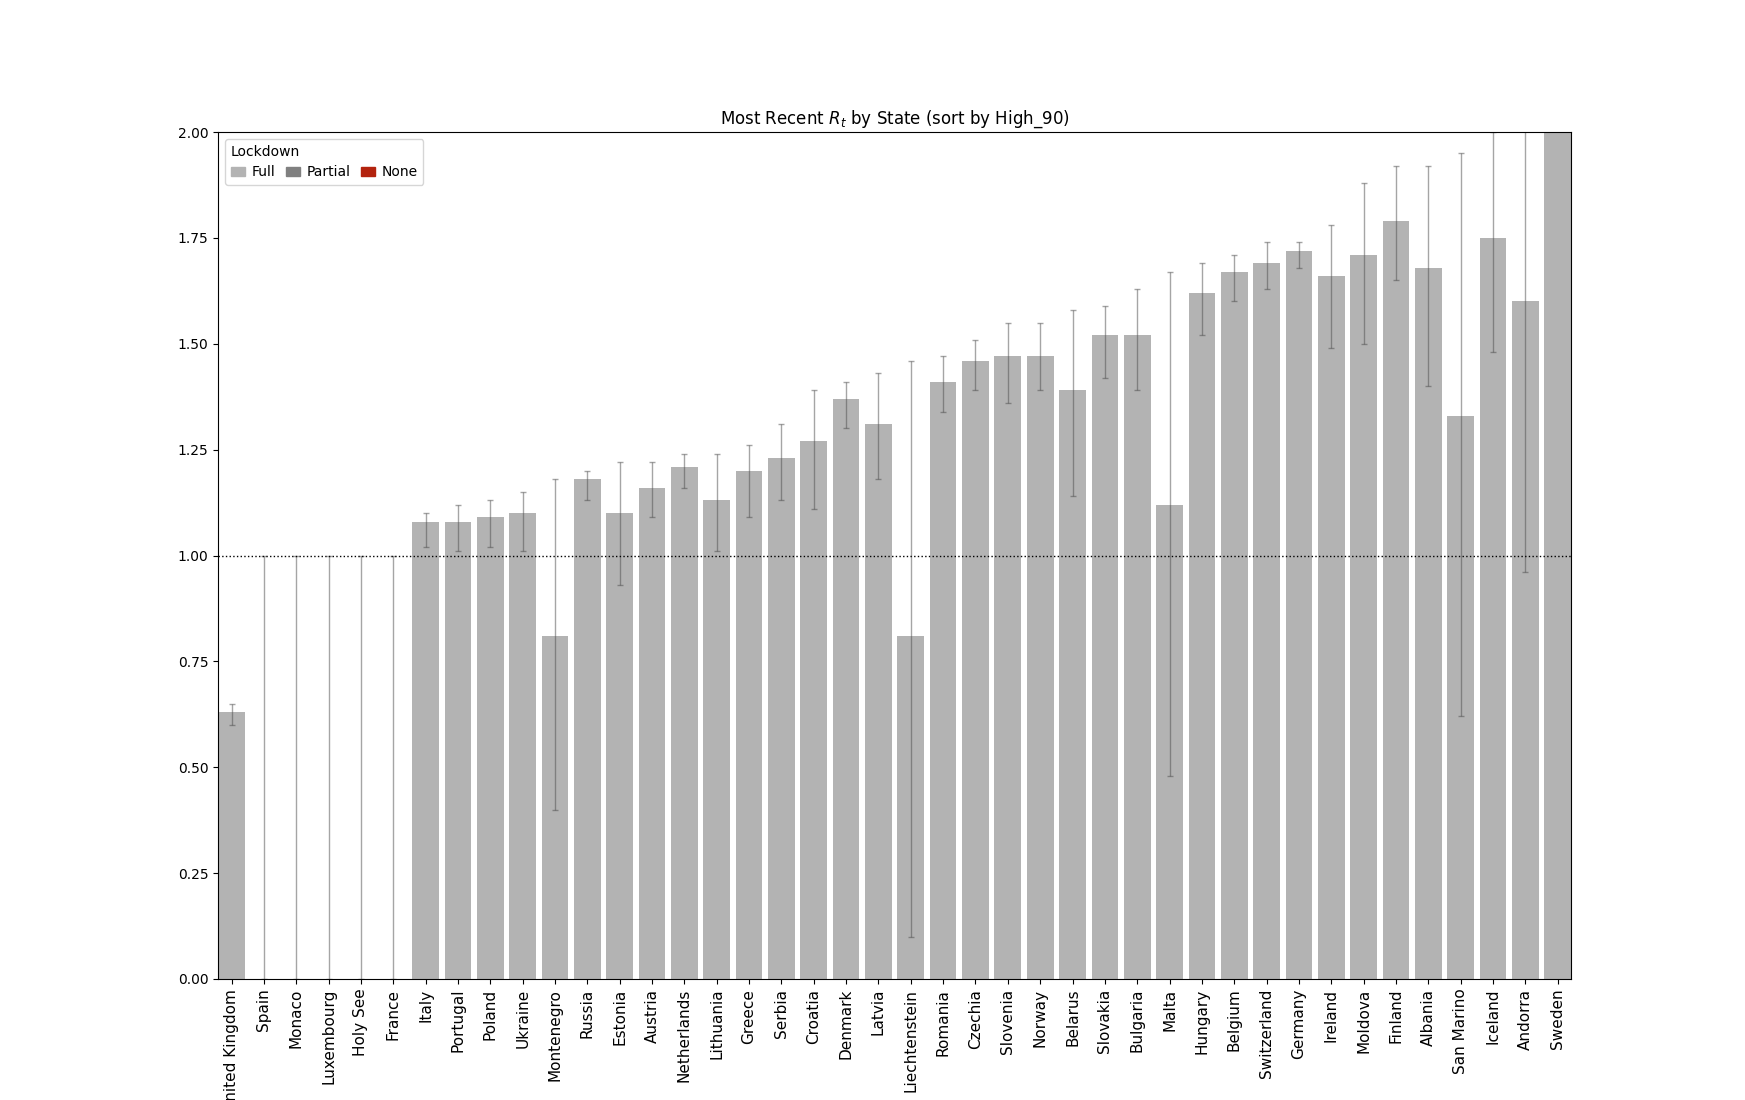 Most Recent R_t by State (sort by High_90)
2.00
Lockdown
Full Partial None
1.75
1.50
1.25
1.00
0.75
0.50
0.25
0.00
nited Kingdom
Spain
Monaco
Luxembourg
Holy See
France
Italy
Portugal
Poland
Ukraine
Montenegro
Russia
Estonia
Austria
Netherlands
Lithuania
Greece
Serbia
Croatia
Denmark
Latvia
Liechtenstein
Romania
Czechia
Slovenia
Norway
Belarus
Slovakia
Bulgaria
Malta
Hungary
Belgium
Switzerland
Germany
Ireland
Moldova
Finland
Albania
San Marino
Iceland
Andorra
Sweden